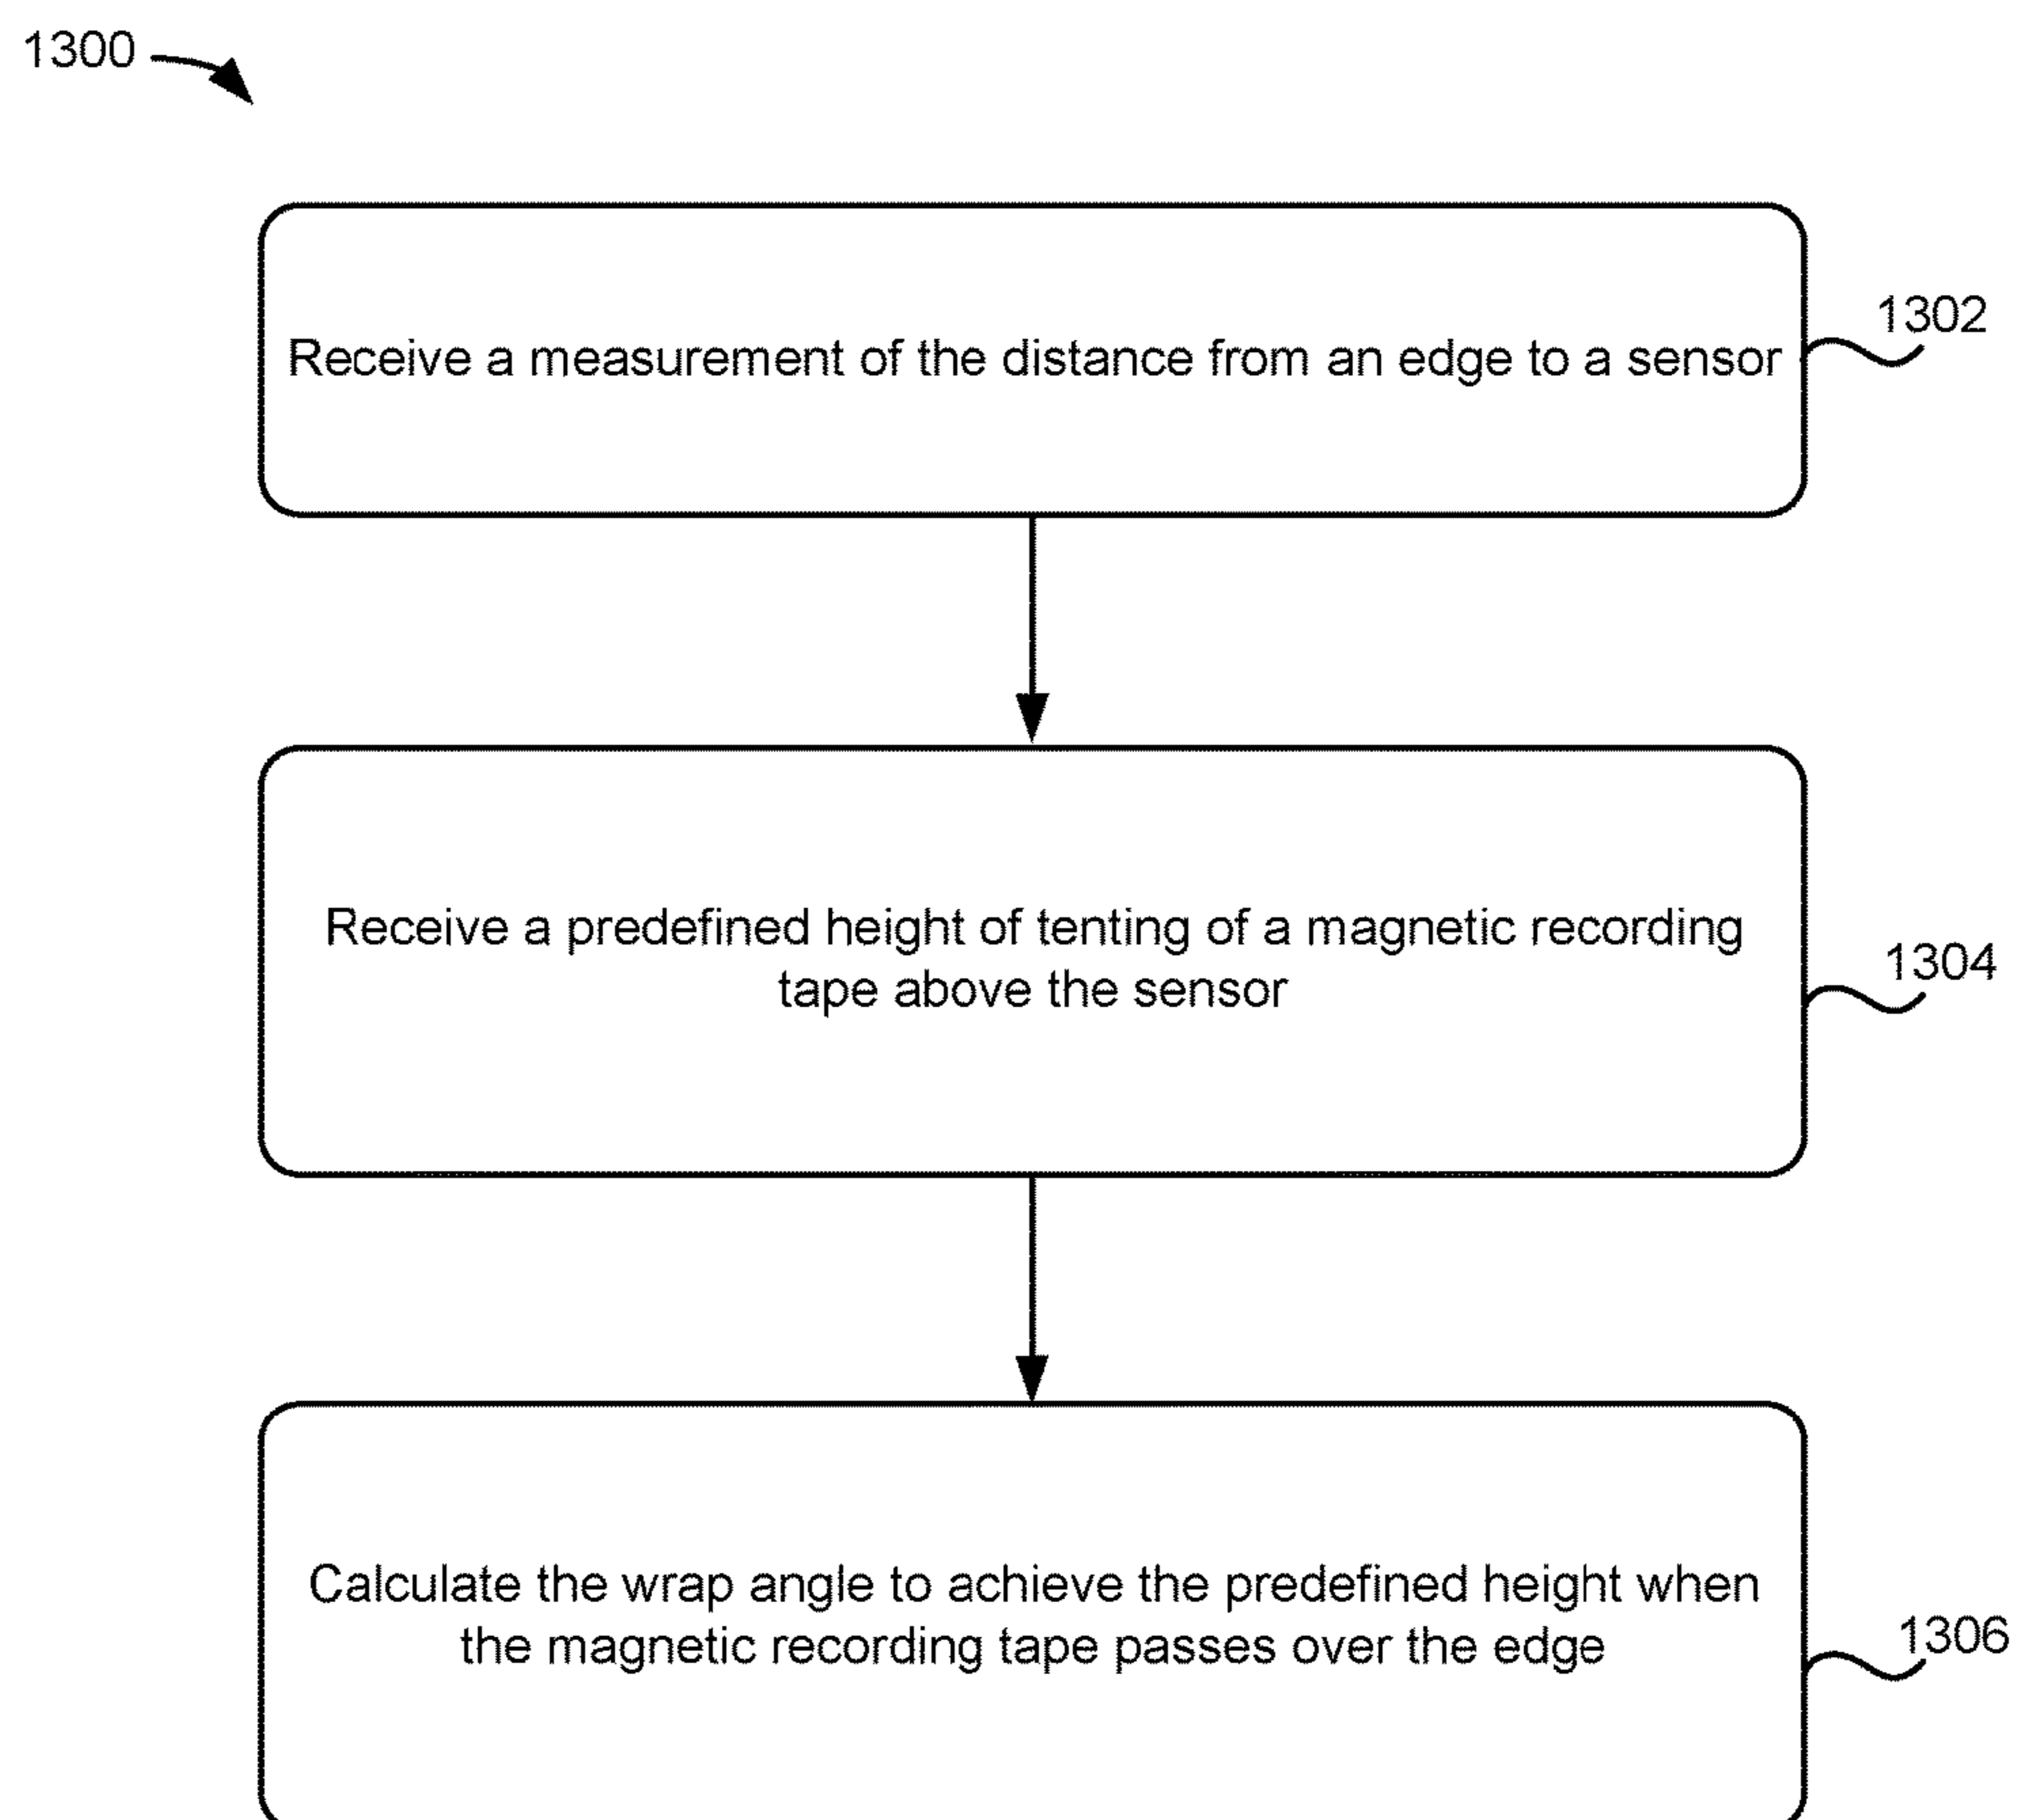 1300
Receive a measurement of the distance from an edge to a sensor
1302
Receive a predefined height of tenting of a magnetic recording
tape above the sensor
1304
Calculate the wrap angle to achieve the predefined height when
the magnetic recording tape passes over the edge
1306